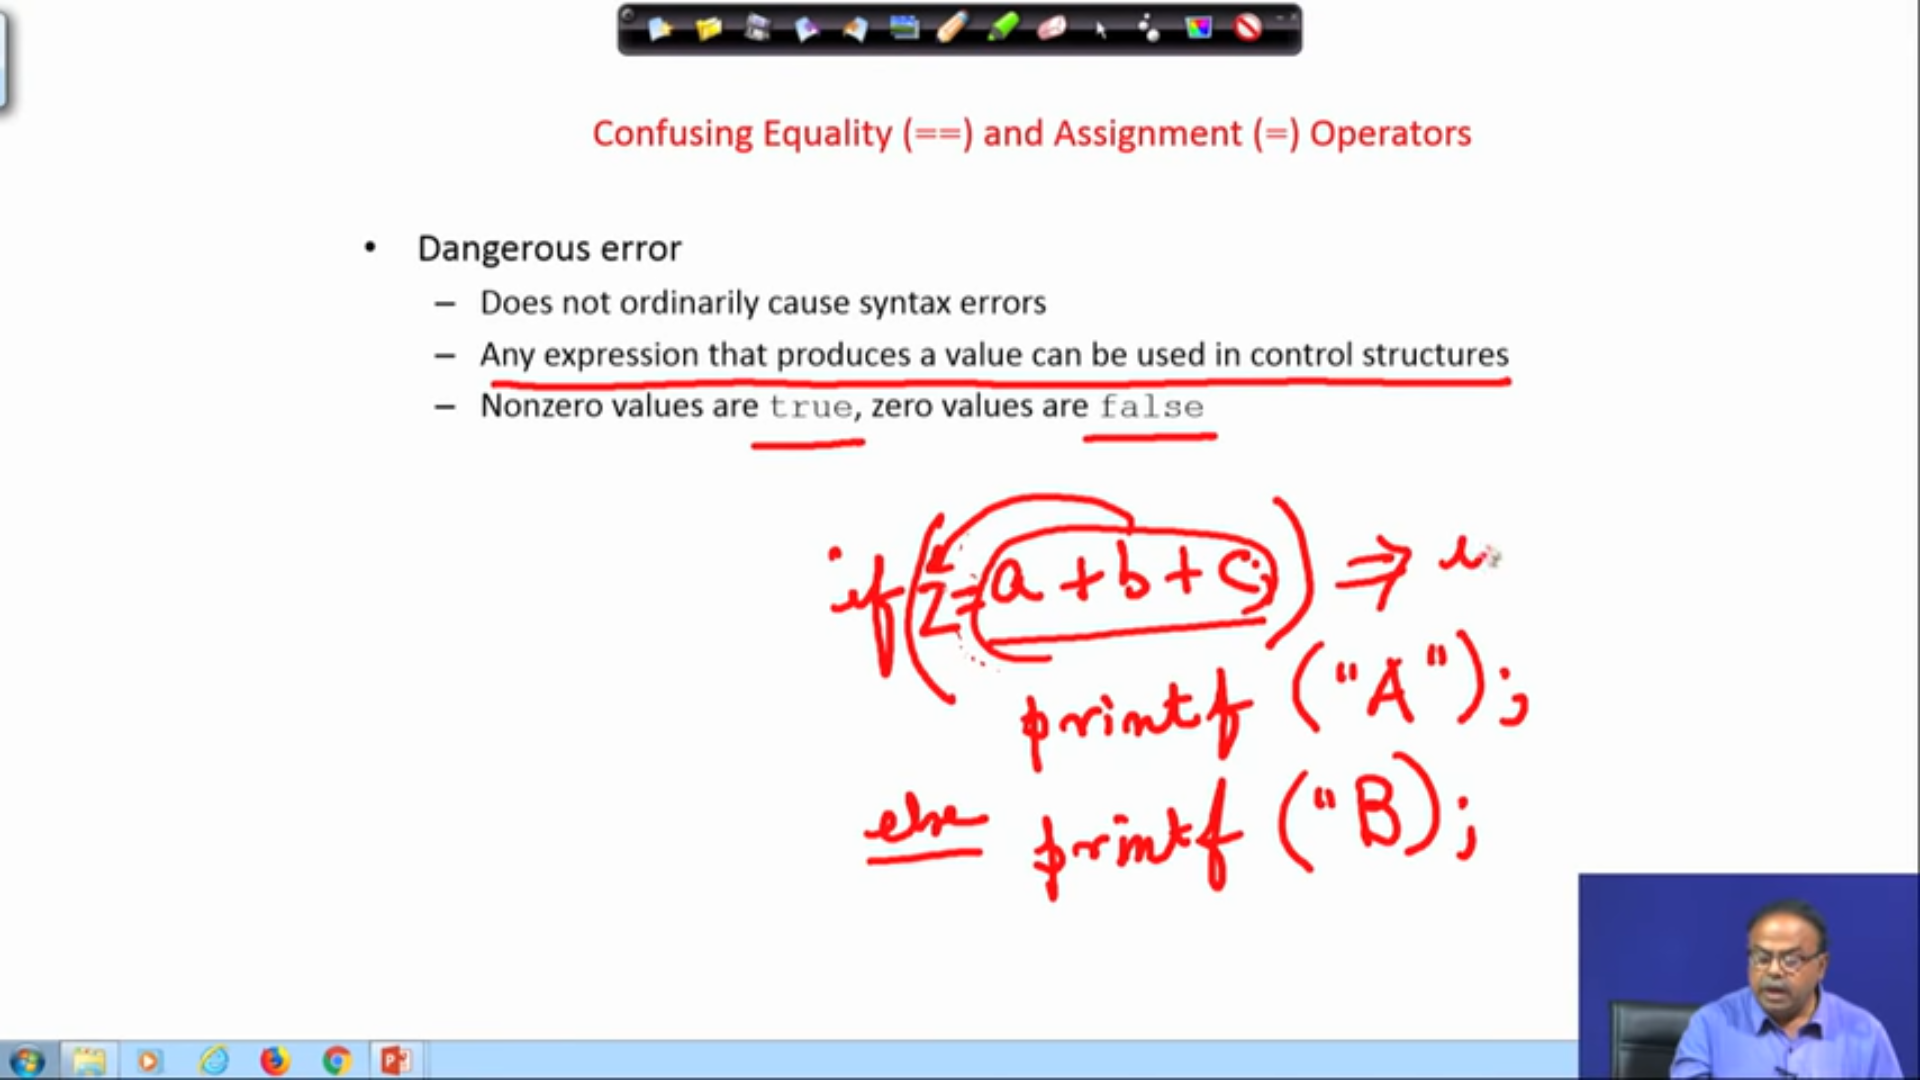 Confusing Equality (==) and Assignment (=) Operators
• Dangerous error
– Does not ordinarily cause syntax errors
– Any expression that produces a value can be used in control structures
– Nonzero values are true, zero values are false
if(z=a+b+c;) ⇒
printf ("A");
else printf ("B);